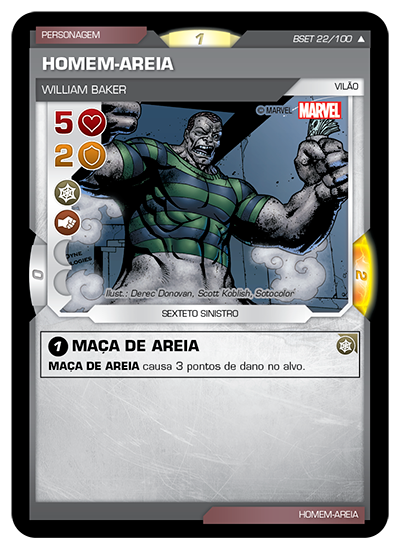 PERSONAGEM
1
BSET 22/100 ▲
HOMEM-AREIA
WILLIAM BAKER
VILÃO
© MARVEL MARVEL
5
2
0
2
Ilust.: Derec Donovan, Scott Koblish, Sotocolor
SEXTETO SINISTRO
1 MAÇA DE AREIA
MAÇA DE AREIA causa 3 pontos de dano no alvo.
HOMEM-AREIA